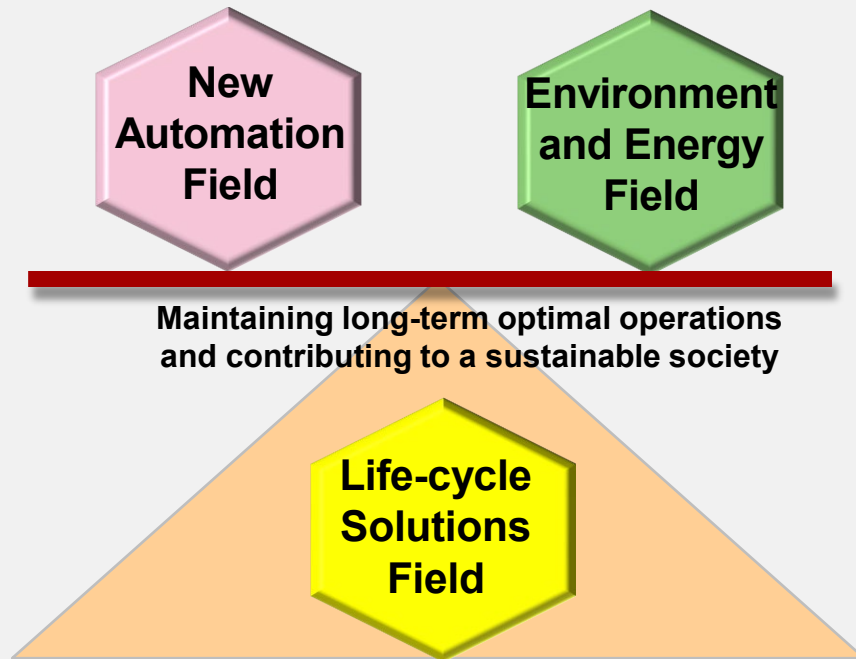 New
Automation
Field
Environment
and Energy
Field
Maintaining long-term optimal operations
and contributing to a sustainable society
Life-cycle
Solutions
Field